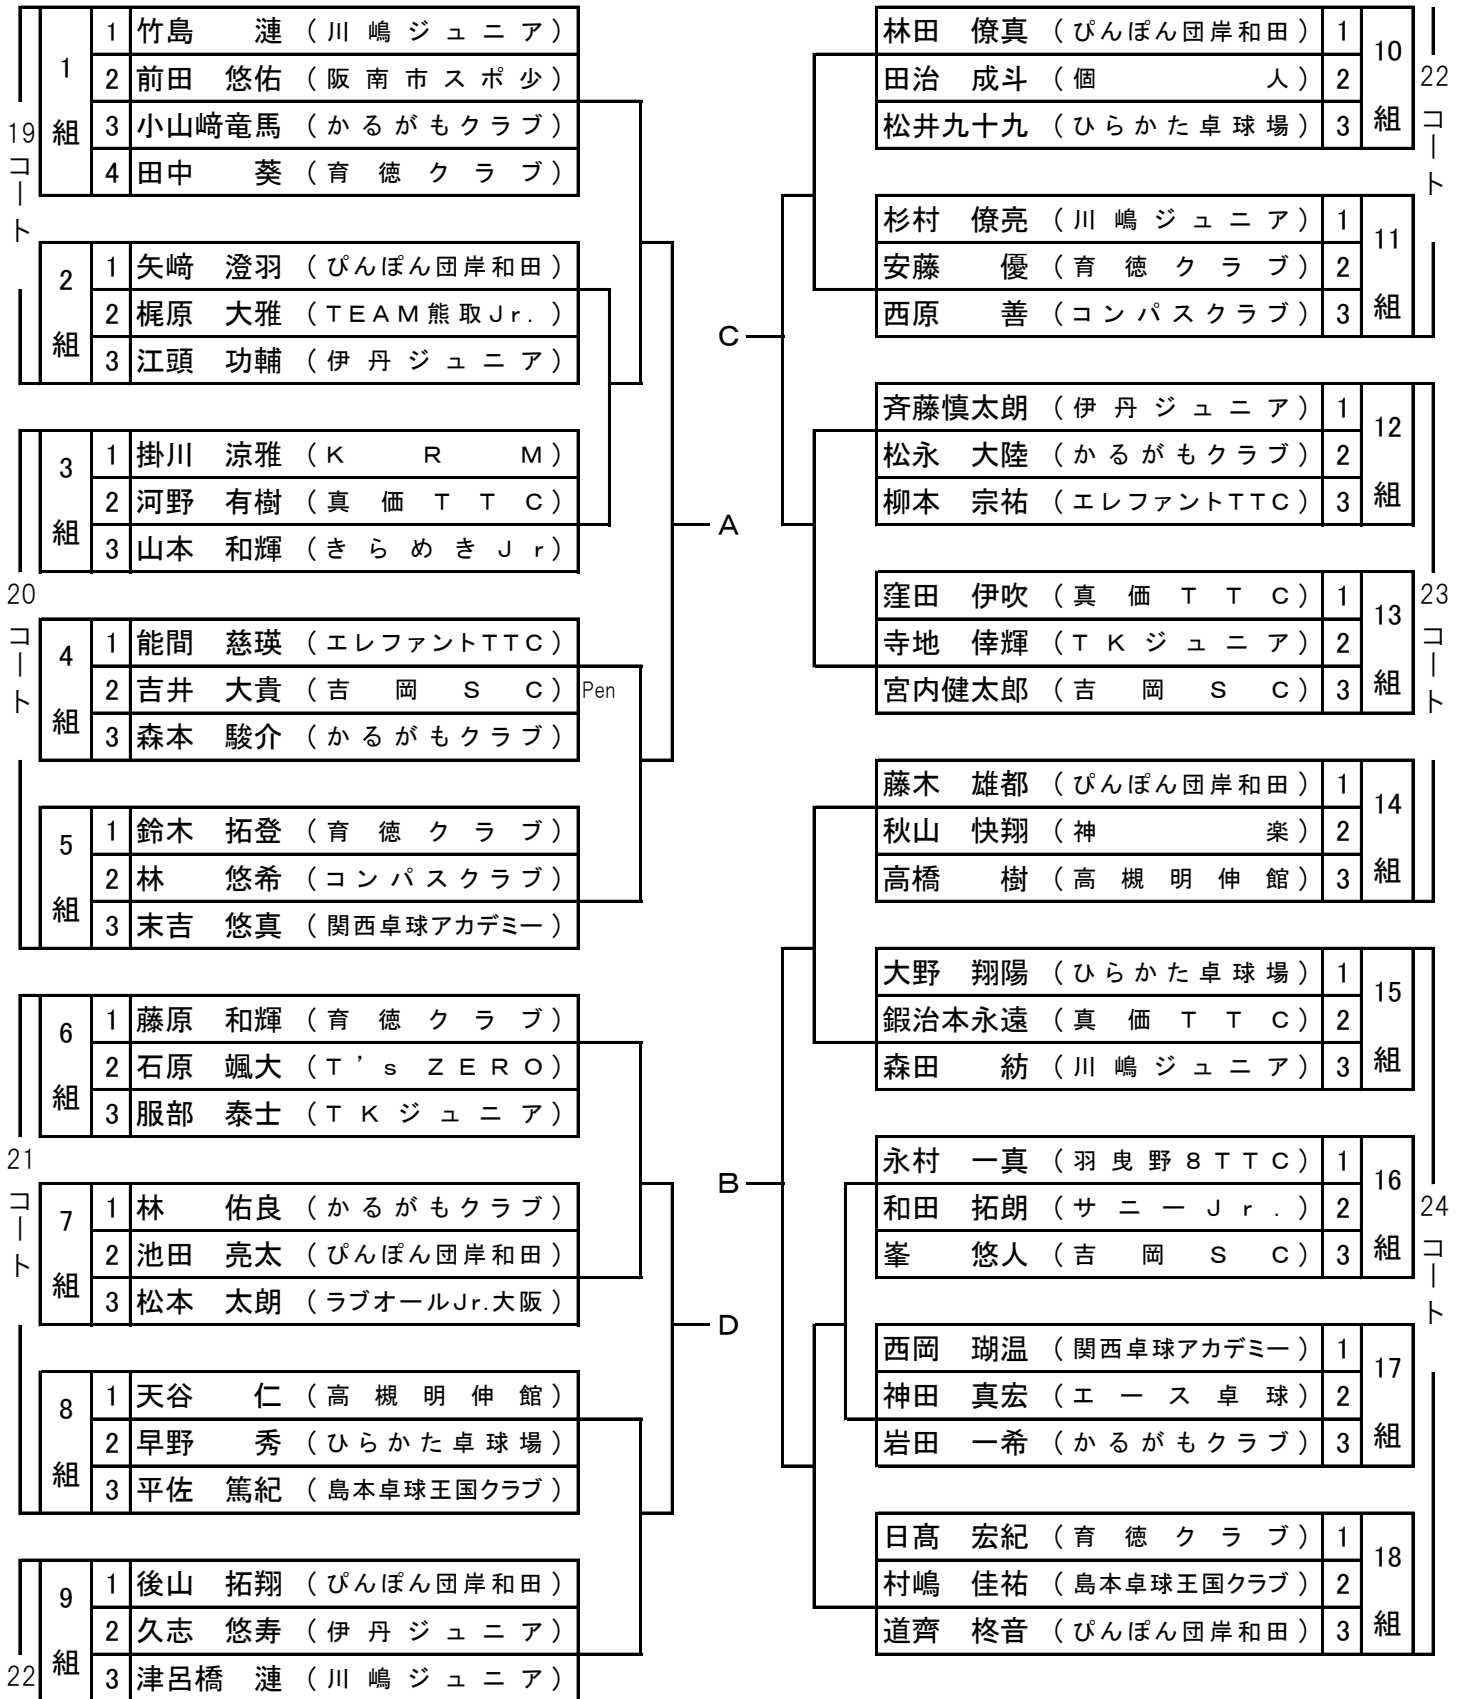 19コート
1組
1 竹島 漣 (川嶋ジュニア)
2 前田 悠佑 (阪南市スポ少)
3 小山﨑竜馬 (かるがもクラブ)
4 田中 葵 (育徳クラブ)
2組
1 矢﨑 澄羽 (ぴんぽん団岸和田)
2 梶原 大雅 (TEAM熊取Jr.)
3 江頭 功輔 (伊丹ジュニア)
20コート
3組
1 掛川 涼雅 (KRM)
2 河野 有樹 (真価TTC)
3 山本 和輝 (きらめきJr)
4組
1 能間 慈瑛 (エレファントTTC)
2 吉井 大貴 (吉岡SC) Pen
3 森本 駿介 (かるがもクラブ)
5組
1 鈴木 拓登 (育徳クラブ)
2 林 悠希 (コンパスクラブ)
3 末吉 悠真 (関西卓球アカデミー)
A
21コート
6組
1 藤原 和輝 (育徳クラブ)
2 石原 颯大 (T's ZERO)
3 服部 泰士 (TKジュニア)
7組
1 林 佑良 (かるがもクラブ)
2 池田 亮太 (ぴんぽん団岸和田)
3 松本 太朗 (ラブオールJr.大阪)
8組
1 天谷 仁 (高槻明伸館)
2 早野 秀 (ひらかた卓球場)
3 平佐 篤紀 (島本卓球王国クラブ)
22
9組
1 後山 拓翔 (ぴんぽん団岸和田)
2 久志 悠寿 (伊丹ジュニア)
3 津呂橋 漣 (川嶋ジュニア)
D
22コート
林田 僚真 (ぴんぽん団岸和田) 1
田治 成斗 (個人) 2
松井九十九 (ひらかた卓球場) 3
10組
杉村 僚亮 (川嶋ジュニア) 1
安藤 優 (育徳クラブ) 2
西原 善 (コンパスクラブ) 3
11組
C
23コート
斉藤慎太朗 (伊丹ジュニア) 1
松永 大陸 (かるがもクラブ) 2
柳本 宗祐 (エレファントTTC) 3
12組
窪田 伊吹 (真価TTC) 1
寺地 倖輝 (TKジュニア) 2
宮内健太郎 (吉岡SC) 3
13組
藤木 雄都 (ぴんぽん団岸和田) 1
秋山 快翔 (神楽) 2
高橋 樹 (高槻明伸館) 3
14組
24コート
大野 翔陽 (ひらかた卓球場) 1
鍜治本永遠 (真価TTC) 2
森田 紡 (川嶋ジュニア) 3
15組
B
永村 一真 (羽曳野8TTC) 1
和田 拓朗 (サニーJr.) 2
峯 悠人 (吉岡SC) 3
16組
西岡 瑚温 (関西卓球アカデミー) 1
神田 真宏 (エース卓球) 2
岩田 一希 (かるがもクラブ) 3
17組
日髙 宏紀 (育徳クラブ) 1
村嶋 佳祐 (島本卓球王国クラブ) 2
道齊 柊音 (ぴんぽん団岸和田) 3
18組